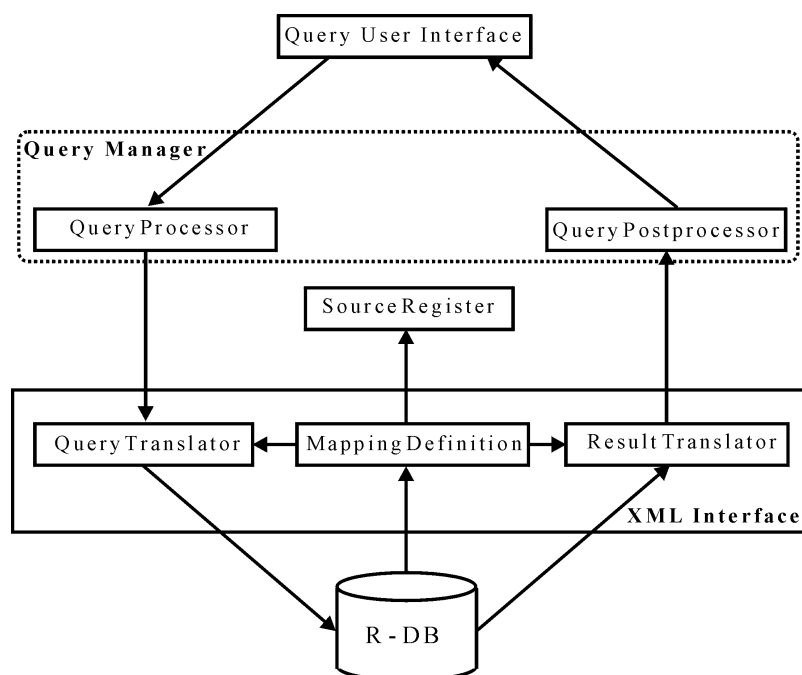 Query User Interface
Query Manager
Query Processor
Query Postprocessor
Source Register
Query Translator
Mapping Definition
Result Translator
XML Interface
R - DB